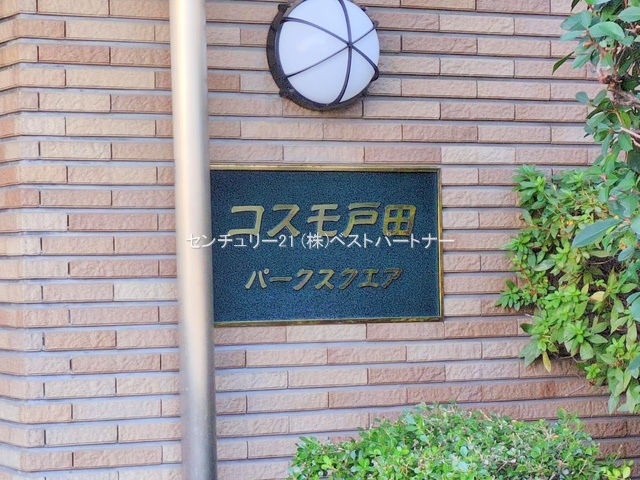 コスモ戸田
センチュリー21 (株)ベストパートナー
パークスクエア